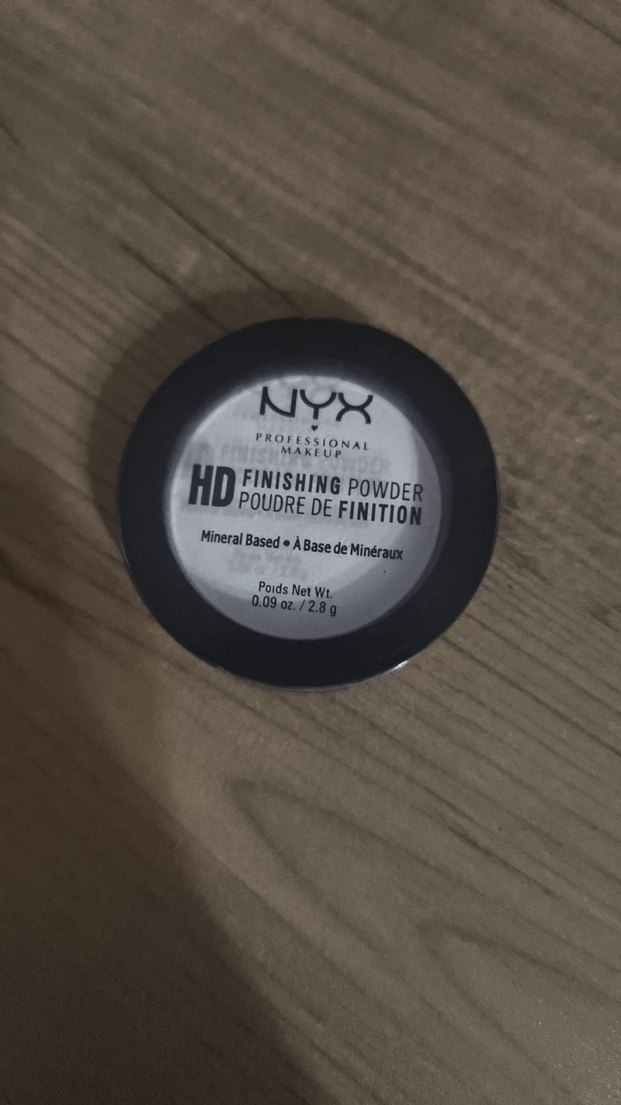 NYX
PROFESSIONAL
MAKEUP
HD FINISHING POWDER
POUDRE DE FINITION
Mineral Based • À Base de Minéraux
Poids Net Wt.
0.09 oz. / 2.8 g